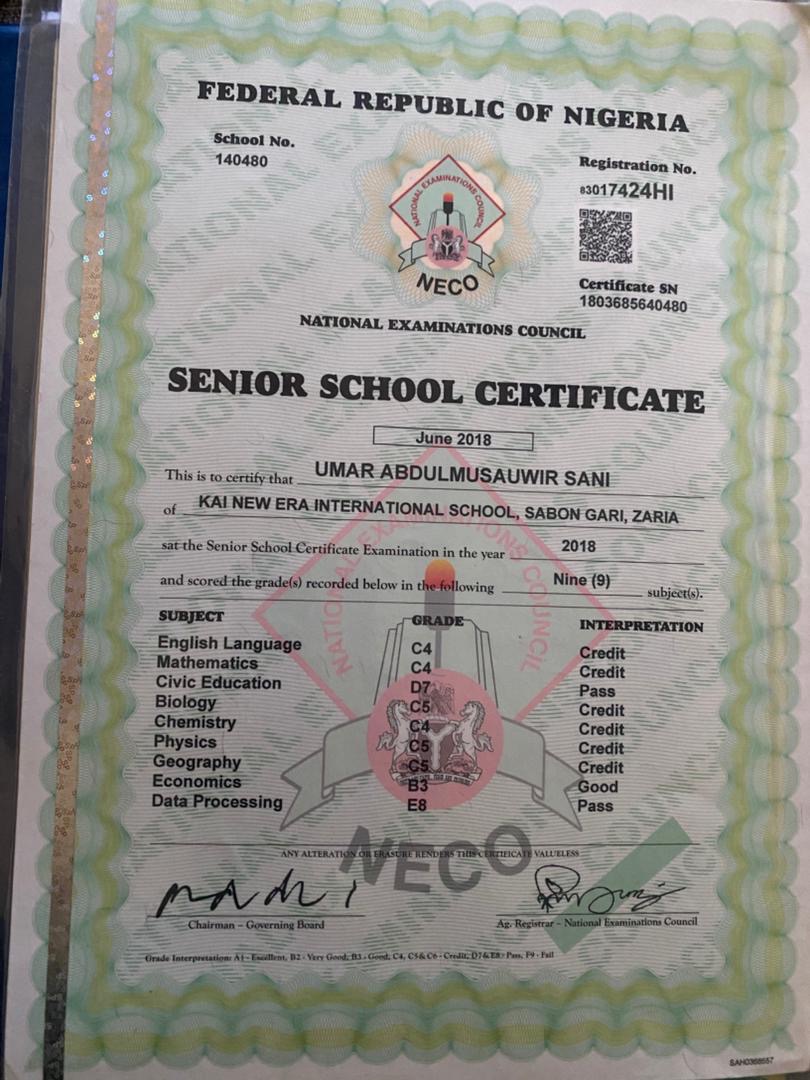 FEDERAL REPUBLIC OF NIGERIA
School No.
140480
Registration No.
83017424HI
NATIONAL EXAMINATIONS COUNCIL
NECO
Certificate SN
1803685640480
NATIONAL EXAMINATIONS COUNCIL
SENIOR SCHOOL CERTIFICATE
June 2018
This is to certify that UMAR ABDULMUSAUWIR SANI
of KAI NEW ERA INTERNATIONAL SCHOOL, SABON GARI, ZARIA
sat the Senior School Certificate Examination in the year 2018
and scored the grade(s) recorded below in the following Nine (9) subject(s).
SUBJECT GRADE INTERPRETATION
English Language C4 Credit
Mathematics C4 Credit
Civic Education D7 Pass
Biology C5 Credit
Chemistry C4 Credit
Physics C5 Credit
Geography C5 Credit
Economics B3 Good
Data Processing E8 Pass
NATIONAL EXAMINATIONS COUNCIL
NECO
ANY ALTERATION OR ERASURE RENDERS THIS CERTIFICATE VALUELESS
Chairman – Governing Board
Ag. Registrar – National Examinations Council
Grade Interpretation: A1 - Excellent, B2 - Very Good, B3 - Good, C4, C5 & C6 - Credit, D7 & E8 - Pass, F9 - Fail
SAH0368557